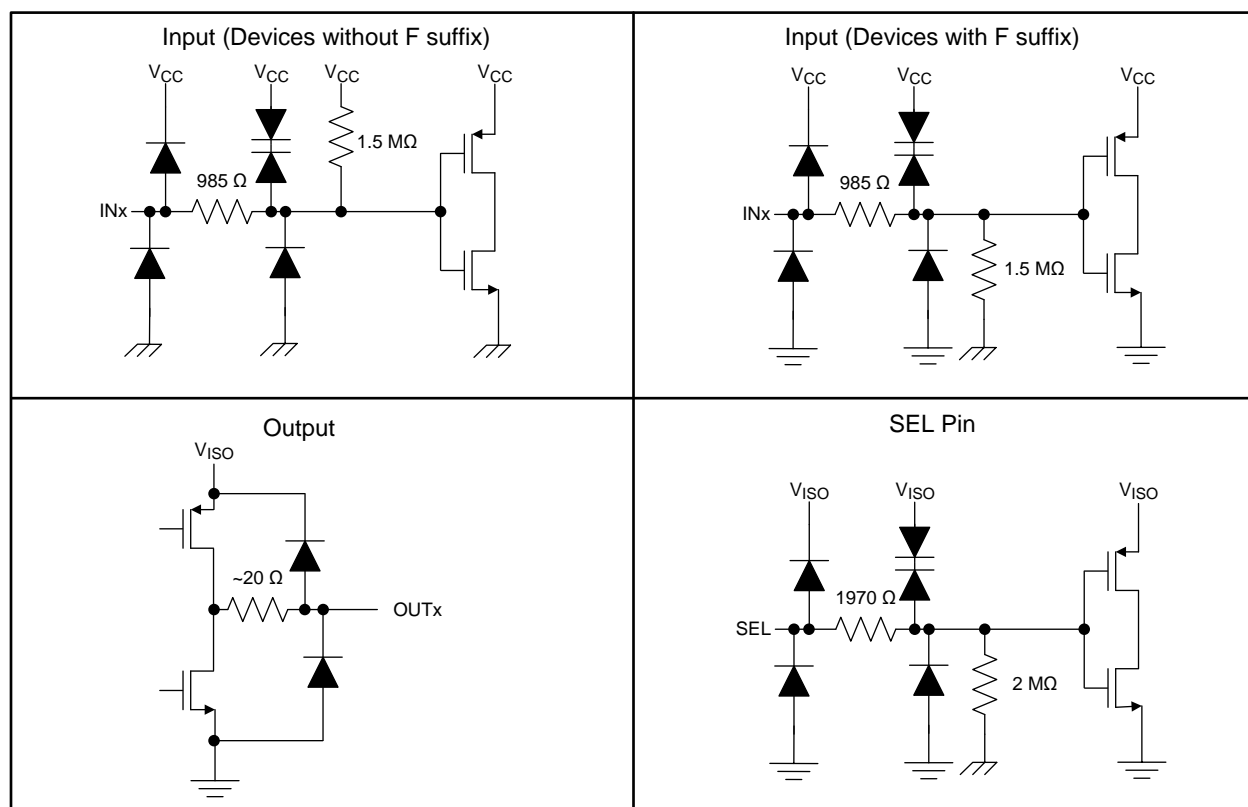 Input (Devices without F suffix)
VCC VCC VCC VCC
1.5 MΩ
985 Ω
INx
Input (Devices with F suffix)
VCC VCC VCC
985 Ω
INx
1.5 MΩ
Output
VISO
~20 Ω
OUTx
SEL Pin
VISO VISO VISO
1970 Ω
SEL
2 MΩ